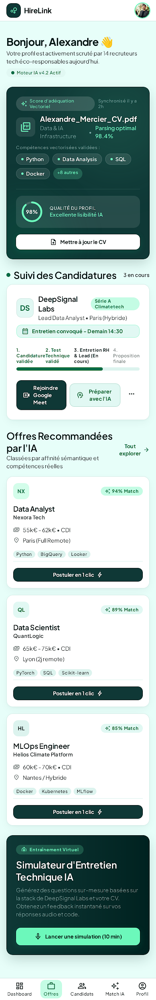 HireLink
Bonjour, Alexandre 👋
Votre profil est activement scruté par 14 recruteurs
tech éco-responsables aujourd'hui.
Moteur IA v4.2 Actif
Score d'adéquation
Vectoriel
Synchronisé il y a
2h
PDF
Alexandre_Mercier_CV.pdf
Data & IA
Infrastructure
•
Parsing optimal
98.4%
Compétences vectorisées validées :
Python
Data Analysis
SQL
Docker
+8 autres
98%
QUALITÉ DU PROFIL
Excellente lisibilité IA
Mettre à jour le CV
Suivi des Candidatures
3 en cours
DS
DeepSignal
Labs
Série A
Climatetech
Lead Data Analyst • Paris (Hybride)
Entretien convoqué - Demain 14:30
1.
Candidature
validée
2. Test
Technique
validé
3. Entretien RH
& Lead (En
cours)
4.
Proposition
finale
Rejoindre
Google
Meet
Préparer
avec l'IA
Offres Recommandées
par l'IA
Classées par affinité sémantique et
compétences réelles
Tout
explorer
NX
94% Match
Data Analyst
Nexora Tech
55k€ - 62k€ • CDI
Paris (Full Remote)
Python
BigQuery
Looker
Postuler en 1 clic
QL
89% Match
Data Scientist
QuantLogic
65k€ - 75k€ • CDI
Lyon (2j remote)
PyTorch
SQL
Scikit-learn
Postuler en 1 clic
HL
85% Match
MLOps Engineer
Helios Climate Platform
60k€ - 70k€ • CDI
Nantes / Hybride
Docker
Kubernetes
MLflow
Postuler en 1 clic
Entraînement Virtuel
Simulateur d'Entretien
Technique IA
Générez des questions sur-mesure basées sur
la stack de DeepSignal Labs et votre CV.
Obtenez un feedback instantané sur vos
réponses audio et code.
Lancer une simulation (10 min)
Dashboard
Offres
Candidats
Match IA
Profil